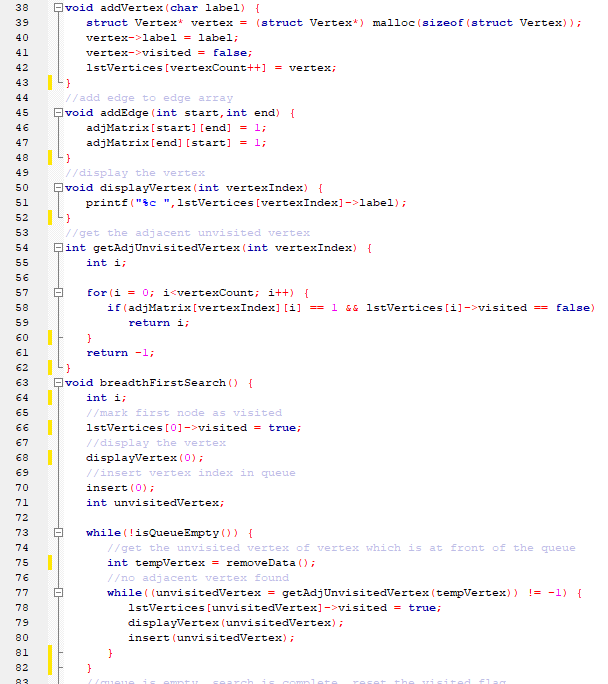 38 void addVertex(char label) {
39 struct Vertex* vertex = (struct Vertex*) malloc(sizeof(struct Vertex));
40 vertex->label = label;
41 vertex->visited = false;
42 lstVertices[vertexCount++] = vertex;
43 }
44 //add edge to edge array
45 void addEdge(int start,int end) {
46 adjMatrix[start][end] = 1;
47 adjMatrix[end][start] = 1;
48 }
49 //display the vertex
50 void displayVertex(int vertexIndex) {
51 printf("%c ",lstVertices[vertexIndex]->label);
52 }
53 //get the adjacent unvisited vertex
54 int getAdjUnvisitedVertex(int vertexIndex) {
55 int i;
56
57 for(i = 0; i<vertexCount; i++) {
58 if(adjMatrix[vertexIndex][i] == 1 && lstVertices[i]->visited == false)
59 return i;
60 }
61 return -1;
62 }
63 void breadthFirstSearch() {
64 int i;
65 //mark first node as visited
66 lstVertices[0]->visited = true;
67 //display the vertex
68 displayVertex(0);
69 //insert vertex index in queue
70 insert(0);
71 int unvisitedVertex;
72
73 while(!isQueueEmpty()) {
74 //get the unvisited vertex of vertex which is at front of the queue
75 int tempVertex = removeData();
76 //no adjacent vertex found
77 while((unvisitedVertex = getAdjUnvisitedVertex(tempVertex)) != -1) {
78 lstVertices[unvisitedVertex]->visited = true;
79 displayVertex(unvisitedVertex);
80 insert(unvisitedVertex);
81 }
82 }
83 //queue is empty, search is complete, reset the visited flag